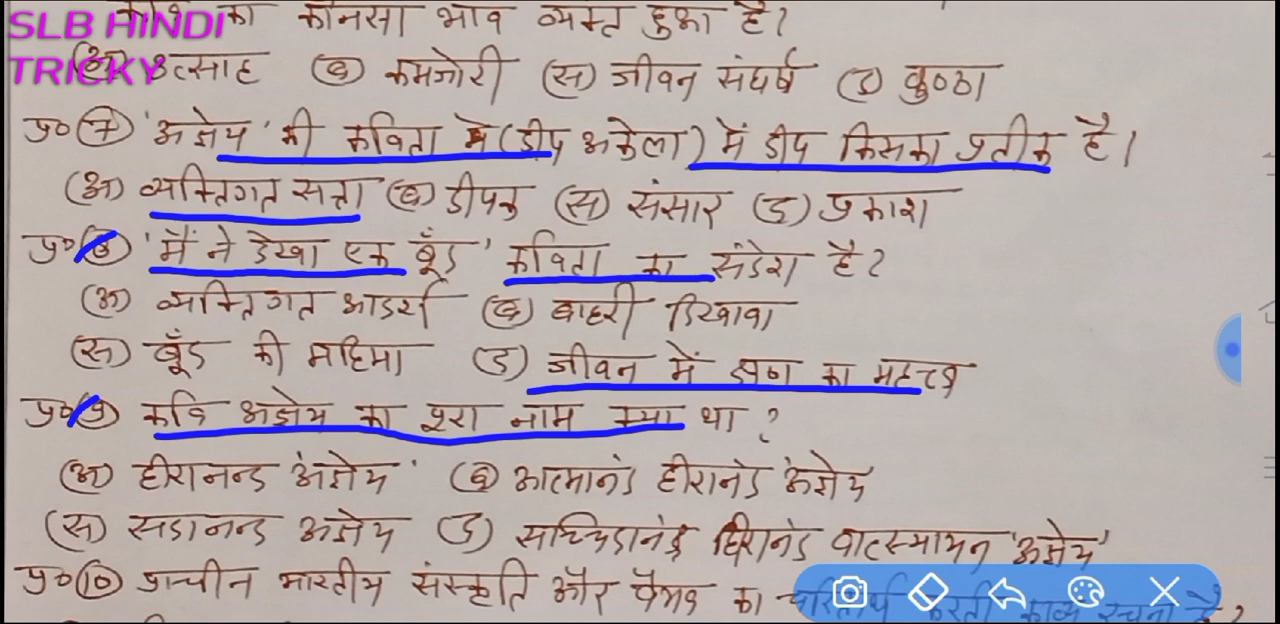 SLB HINDI
TRICKY
का कौनसा भाव व्यक्त हुआ है?
उत्साह (ब) कमजोरी (स) जीवन संघर्ष (ड) कुण्ठा
प्र० (7) 'अज्ञेय' की कविता मे (दीप अकेला) में दीप किसका प्रतीक है।
(अ) व्यक्तिगत सत्ता (ब) दीपक (स) संसार (ड) प्रकाश
प्र० (8) 'मैं ने देखा एक बूँद' कविता का संदेश है?
(अ) व्यक्तिगत आदर्श (ब) बाहरी दिखावा
(स) बूँद की महिमा (ड) जीवन में क्षण का महत्त्व
प्र० (9) कवि अज्ञेय का पूरा नाम क्या था?
(अ) हीरानन्द 'अज्ञेय' (ब) आत्मानंद हीरानंद अज्ञेय
(स) सदानन्द अज्ञेय (ड) सच्चिदानंद हीरानंद वात्स्यायन 'अज्ञेय'
प्र० (10) प्राचीन भारतीय संस्कृति और वैभव का करती काव्य रचना है?